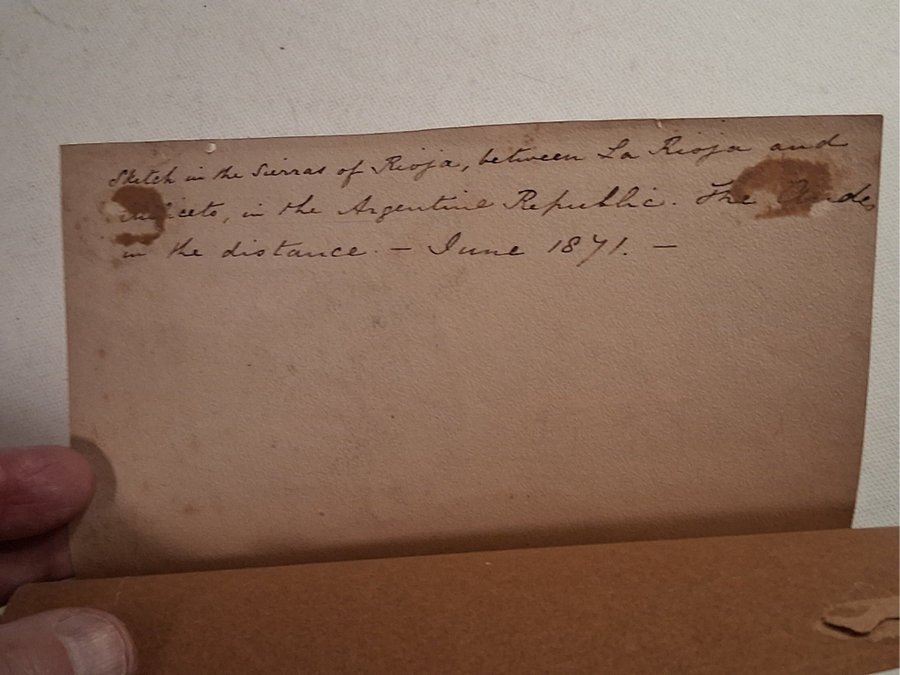 Sketch in the Sierras of Rioja, between La Rioja and
in the Argentine Republic. The Andes
in the distance. — June 1871. —